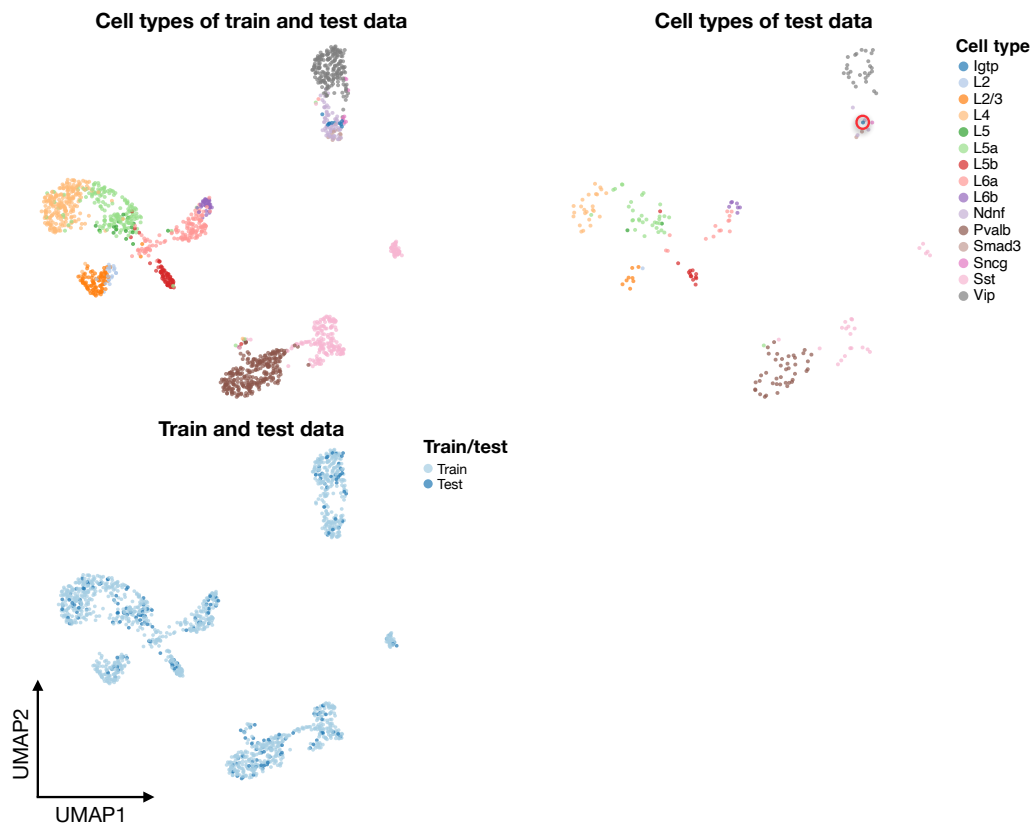 Cell types of train and test data
Cell types of test data
Cell type
Igtp
L2
L2/3
L4
L5
L5a
L5b
L6a
L6b
Ndnf
Pvalb
Smad3
Sncg
Sst
Vip
Train and test data
Train/test
Train
Test
UMAP2
UMAP1